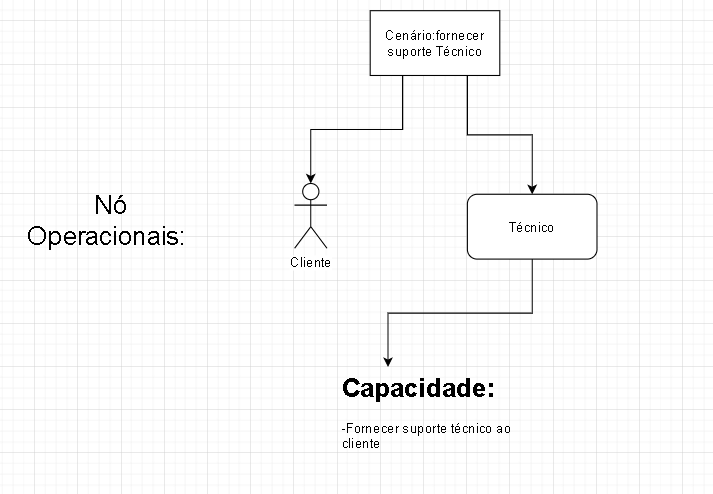 Cenário:fornecer
suporte Técnico
Nó
Operacionais:
Técnico
Cliente
Capacidade:
-Fornecer suporte técnico ao
cliente